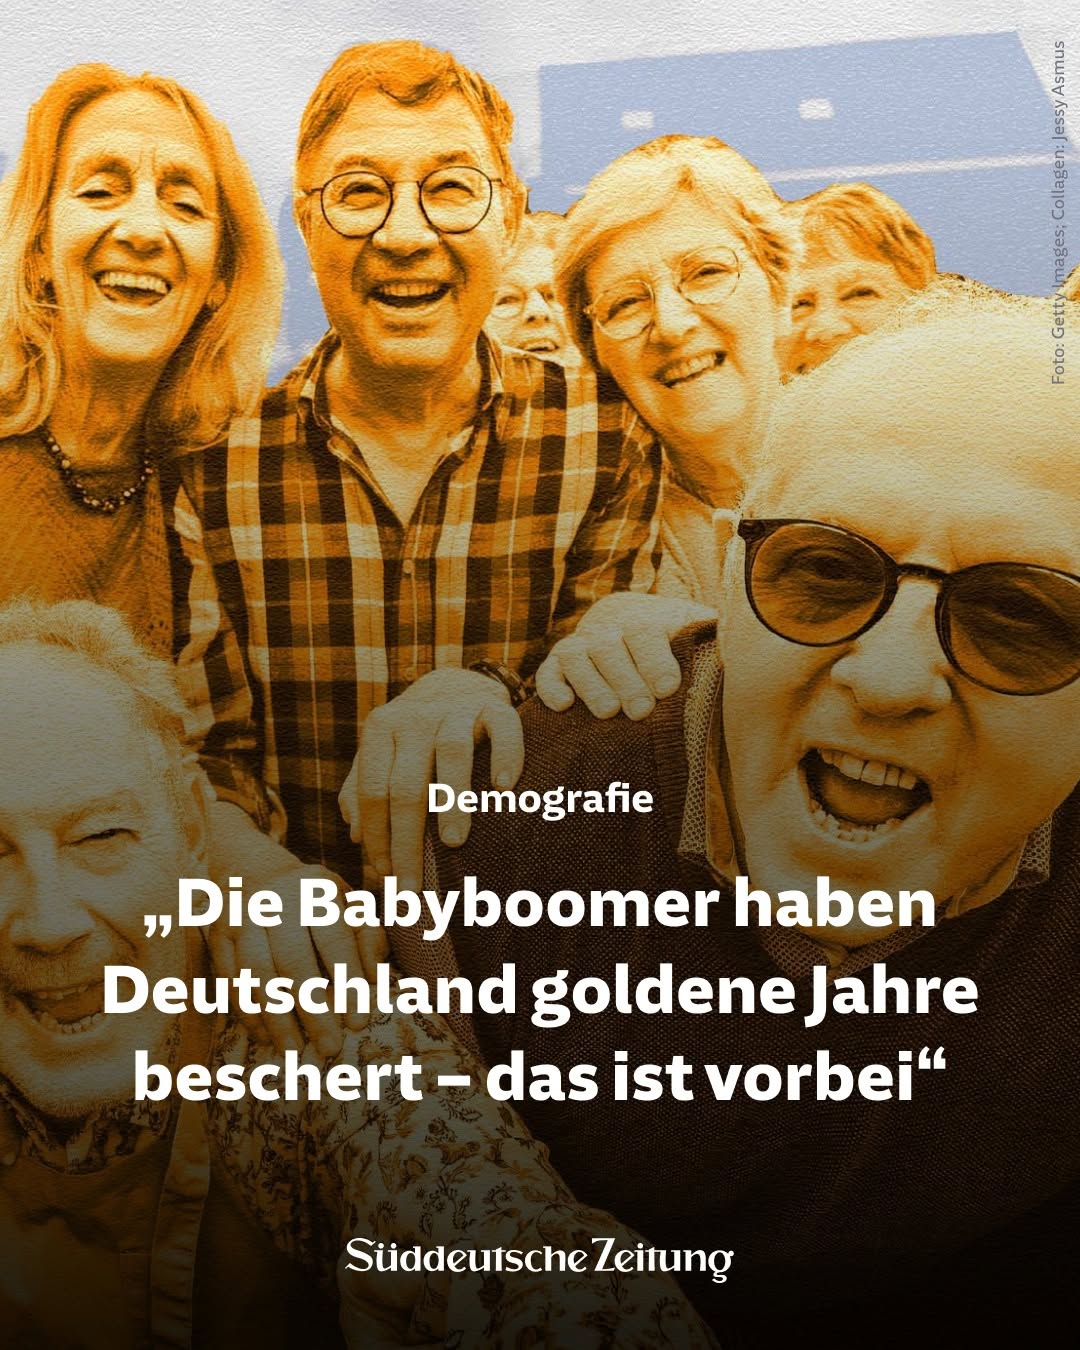 Foto: Getty Images; Collagen: Jessy Asmus
Demografie
„Die Babyboomer haben
Deutschland goldene Jahre
beschert – das ist vorbei“
Süddeutsche Zeitung